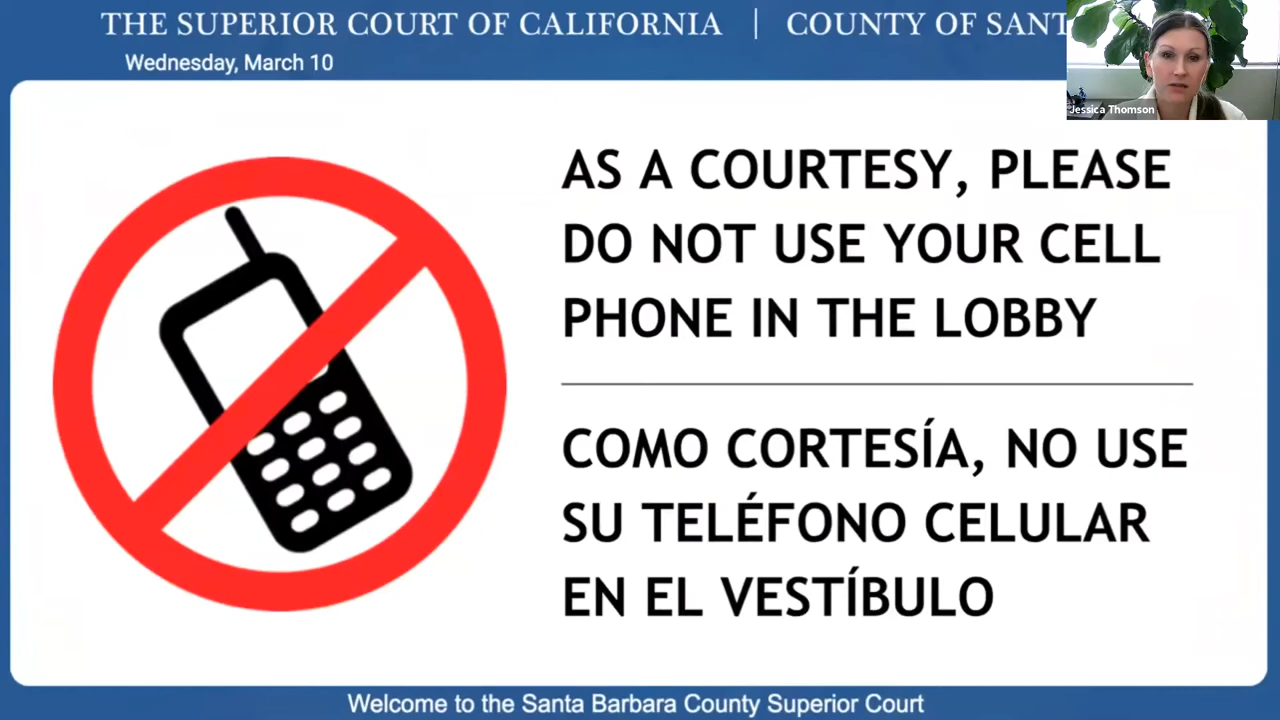 THE SUPERIOR COURT OF CALIFORNIA | COUNTY OF SANT
Wednesday, March 10
Jessica Thomson
AS A COURTESY, PLEASE
DO NOT USE YOUR CELL
PHONE IN THE LOBBY
COMO CORTESÍA, NO USE
SU TELÉFONO CELULAR
EN EL VESTÍBULO
Welcome to the Santa Barbara County Superior Court